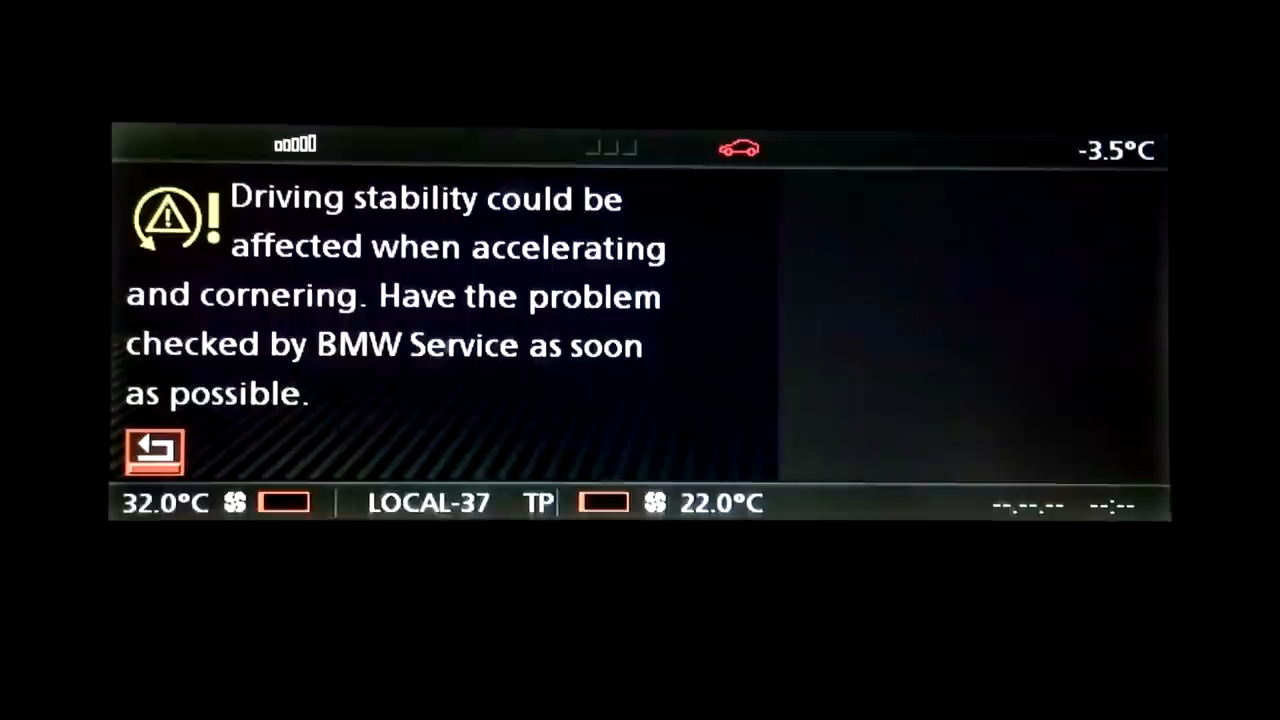 -3.5°C
Driving stability could be
affected when accelerating
and cornering. Have the problem
checked by BMW Service as soon
as possible.
32.0°C LOCAL-37 TP 22.0°C --.--.-- --:--